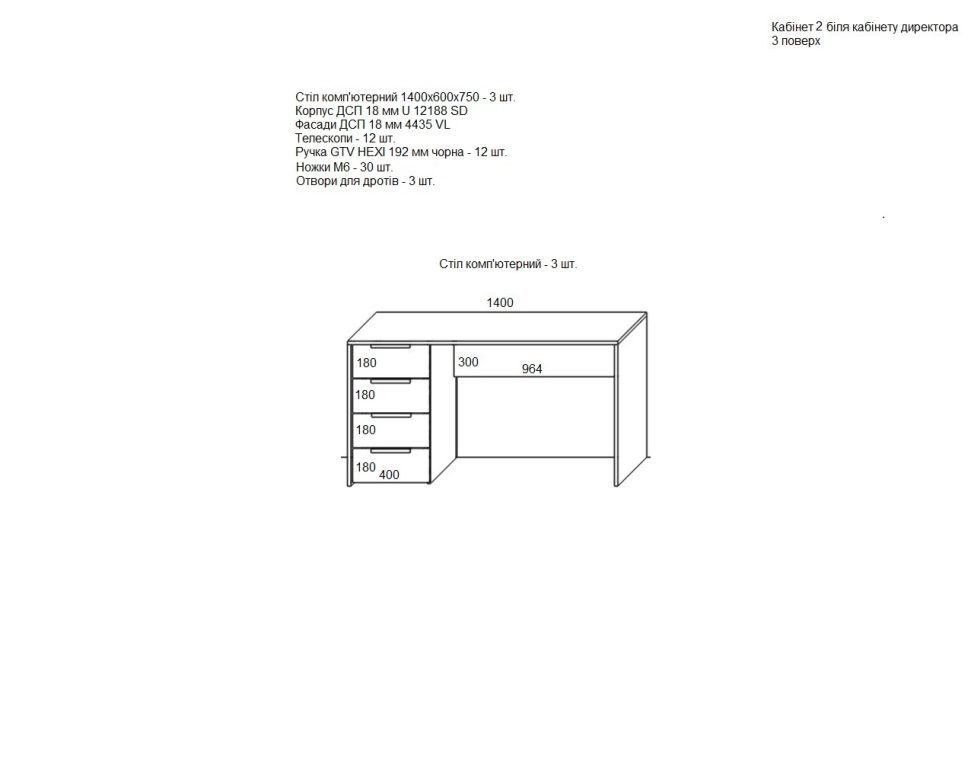 Кабінет 2 біля кабінету директора
3 поверх
Стіл комп'ютерний 1400х600х750 - 3 шт.
Корпус ДСП 18 мм U 12188 SD
Фасади ДСП 18 мм 4435 VL
Телескопи - 12 шт.
Ручка GTV HEXI 192 мм чорна - 12 шт.
Ножки М6 - 30 шт.
Отвори для дротів - 3 шт.
Стіл комп'ютерний - 3 шт.
1400
180
300
964
180
180
180
400